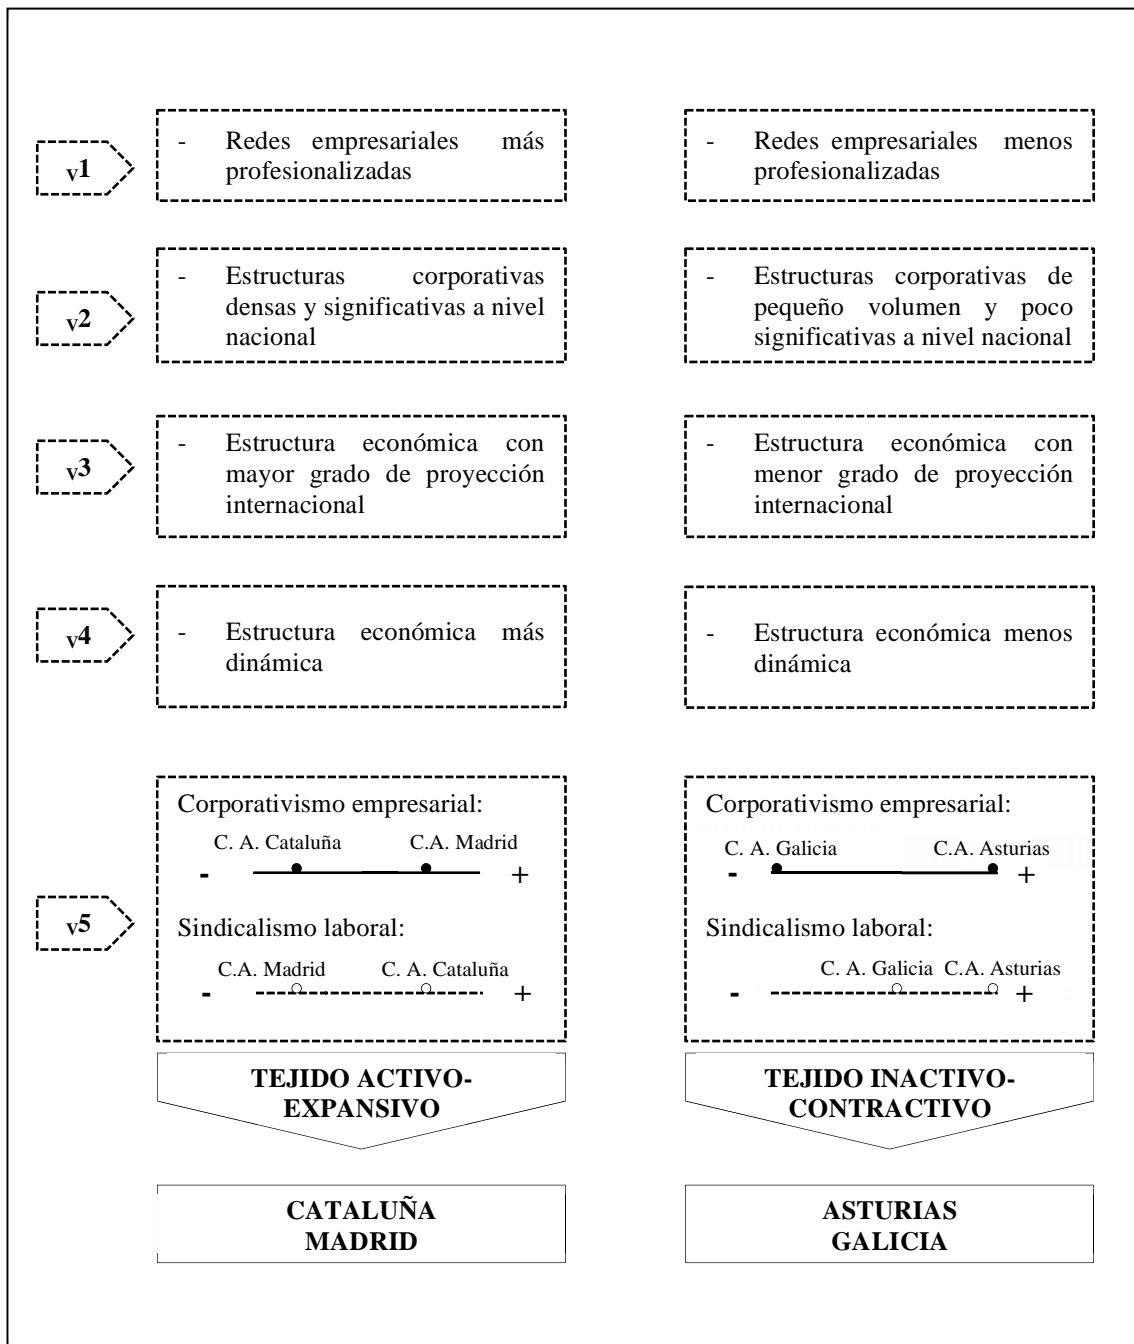 v1
- Redes empresariales más
profesionalizadas
- Redes empresariales menos
profesionalizadas
v2
- Estructuras corporativas
densas y significativas a nivel
nacional
- Estructuras corporativas de
pequeño volumen y poco
significativas a nivel nacional
v3
- Estructura económica con
mayor grado de proyección
internacional
- Estructura económica con
menor grado de proyección
internacional
v4
- Estructura económica más
dinámica
- Estructura económica menos
dinámica
v5
Corporativismo empresarial:
C. A. Cataluña C.A. Madrid
- +
Sindicalismo laboral:
C.A. Madrid C. A. Cataluña
- +
Corporativismo empresarial:
C. A. Galicia C.A. Asturias
- +
Sindicalismo laboral:
C. A. Galicia C.A. Asturias
- +
TEJIDO ACTIVO-
EXPANSIVO
TEJIDO INACTIVO-
CONTRACTIVO
CATALUÑA
MADRID
ASTURIAS
GALICIA